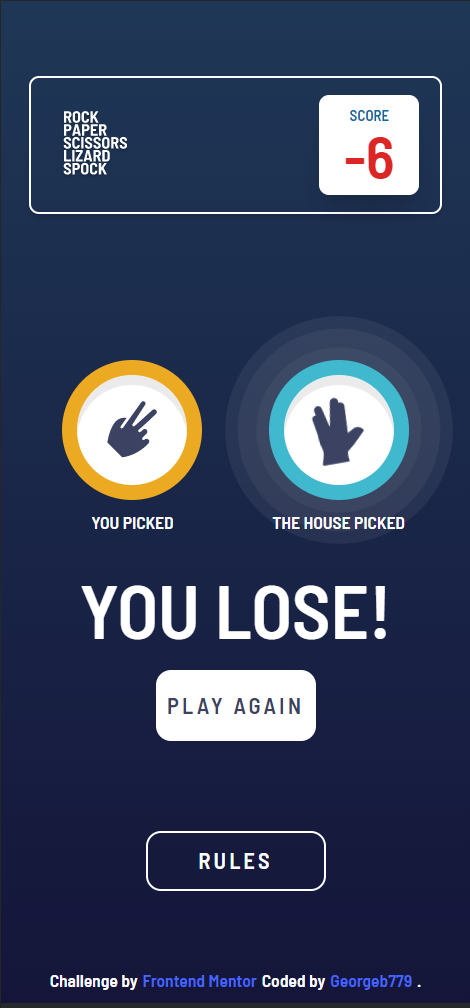 ROCK
PAPER
SCISSORS
LIZARD
SPOCK
SCORE
-6
YOU PICKED
THE HOUSE PICKED
YOU LOSE!
PLAY AGAIN
RULES
Challenge by Frontend Mentor Coded by Georgeb779 .